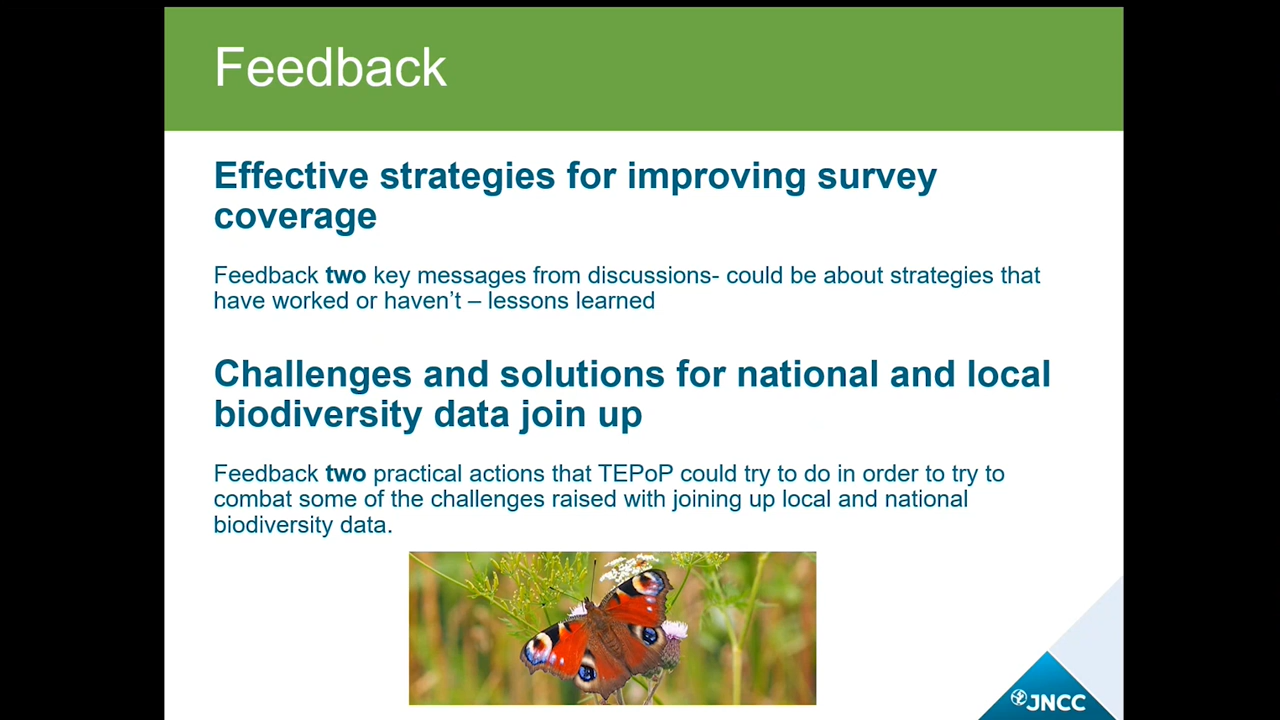 Feedback
Effective strategies for improving survey
coverage
Feedback two key messages from discussions- could be about strategies that
have worked or haven’t – lessons learned
Challenges and solutions for national and local
biodiversity data join up
Feedback two practical actions that TEPoP could try to do in order to try to
combat some of the challenges raised with joining up local and national
biodiversity data.
JNCC